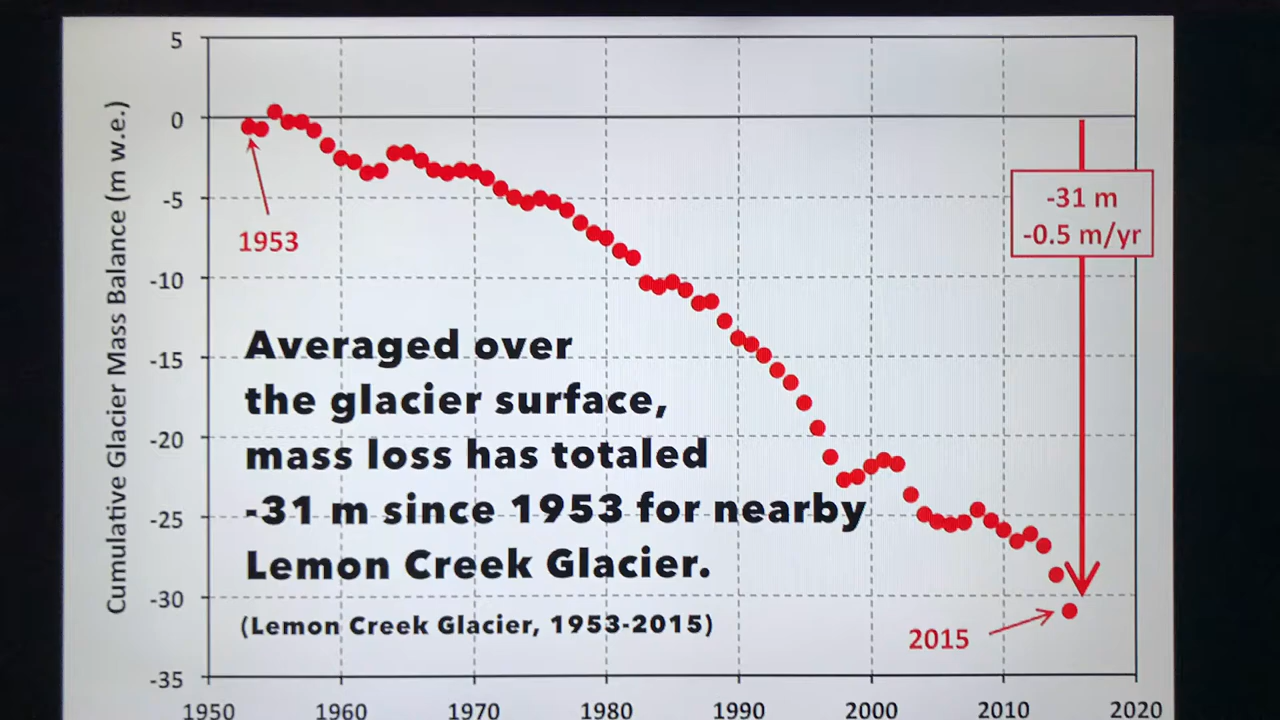 Cumulative Glacier Mass Balance (m w.e.)
5
0
-5
-10
-15
-20
-25
-30
-35
1950 1960 1970 1980 1990 2000 2010 2020
1953
-31 m
-0.5 m/yr
Averaged over
the glacier surface,
mass loss has totaled
-31 m since 1953 for nearby
Lemon Creek Glacier.
(Lemon Creek Glacier, 1953-2015)
2015